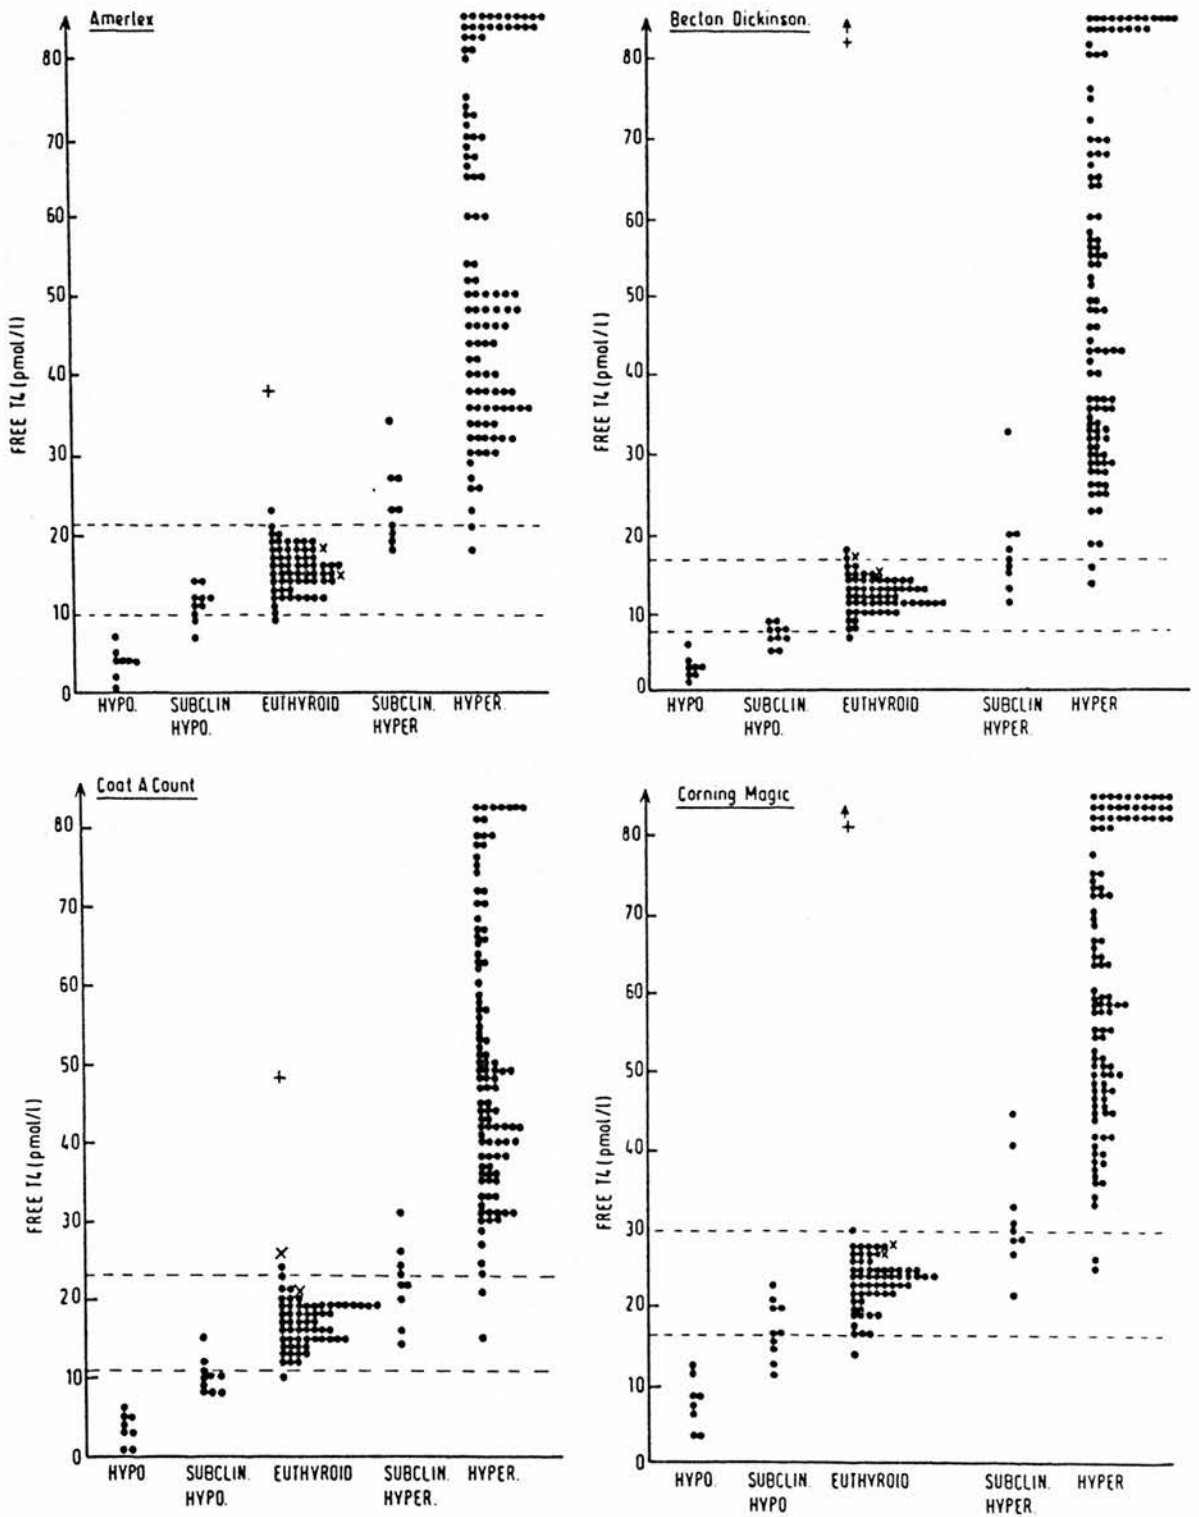 Amerlex
80
70
60
50
40
30
20
10
0
FREE T4 (pmol/l)
HYPO. SUBCLIN EUTHYROID SUBCLIN. HYPER.
HYPO. HYPER
Becton Dickinson.
80
70
60
50
40
30
20
10
0
FREE T4 (pmol/l)
HYPO. SUBCLIN EUTHYROID SUBCLIN HYPER
HYPO. HYPER.
Coat A Count
80
70
60
50
40
30
20
10
0
FREE T4 (pmol/l)
HYPO. SUBCLIN. EUTHYROID SUBCLIN. HYPER.
HYPO. HYPER.
Corning Magic
80
70
60
50
40
30
20
10
0
FREE T4 (pmol/l)
HYPO. SUBCLIN. EUTHYROID SUBCLIN. HYPER
HYPO HYPER.